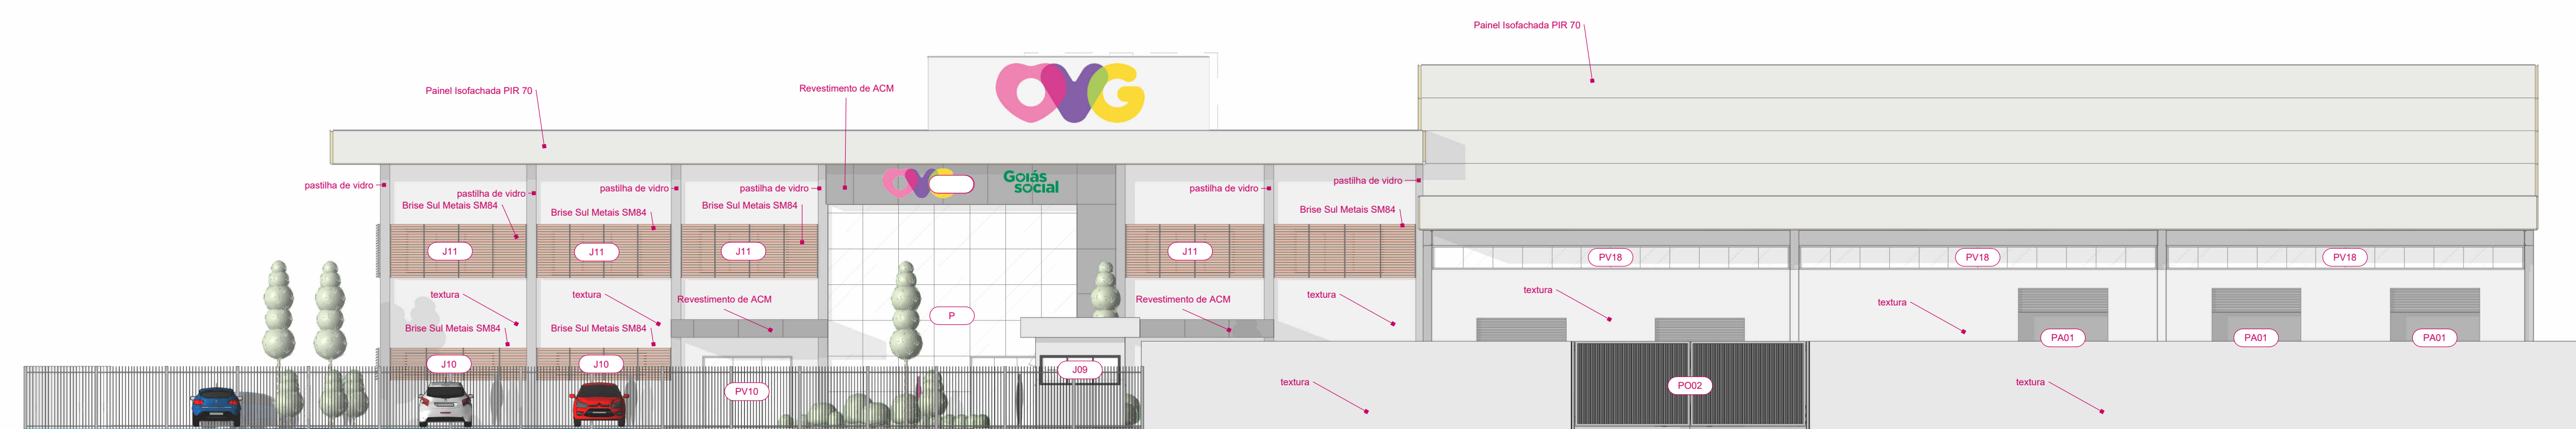 Painel Isofachada PIR 70
OVG
Revestimento de ACM
Painel Isofachada PIR 70
OV
Goiás
social
pastilha de vidro
pastilha de vidro
pastilha de vidro
pastilha de vidro
pastilha de vidro
pastilha de vidro
Brise Sul Metais SM84
Brise Sul Metais SM84
Brise Sul Metais SM84
Brise Sul Metais SM84
J11
J11
J11
J11
PV18
PV18
PV18
textura
textura
Revestimento de ACM
Revestimento de ACM
textura
textura
textura
P
Brise Sul Metais SM84
Brise Sul Metais SM84
PA01
PA01
PA01
J10
J10
J09
PV10
textura
PO02
textura